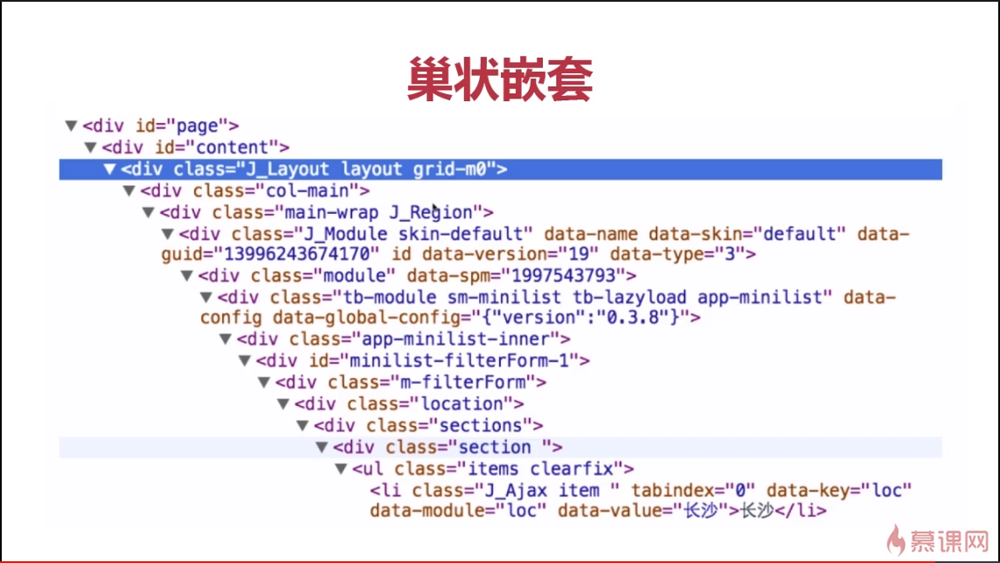 巢状嵌套
▼<div id="page">
▼<div id="content">
▼<div class="J_Layout layout grid-m0">
▼<div class="col-main">
▼<div class="main-wrap J_Region">
▼<div class="J_Module skin-default" data-name data-skin="default" data-
guid="13996243674170" id data-version="19" data-type="3">
▼<div class="module" data-spm="1997543793">
▼<div class="tb-module sm-minilist tb-lazyload app-minilist" data-
config data-global-config="{"version":"0.3.8"}">
▼<div class="app-minilist-inner">
▼<div id="minilist-filterForm-1">
▼<div class="m-filterForm">
▼<div class="location">
▼<div class="sections">
▼<div class="section ">
▼<ul class="items clearfix">
<li class="J_Ajax item " tabindex="0" data-key="loc"
data-module="loc" data-value="长沙">长沙</li>
慕课网